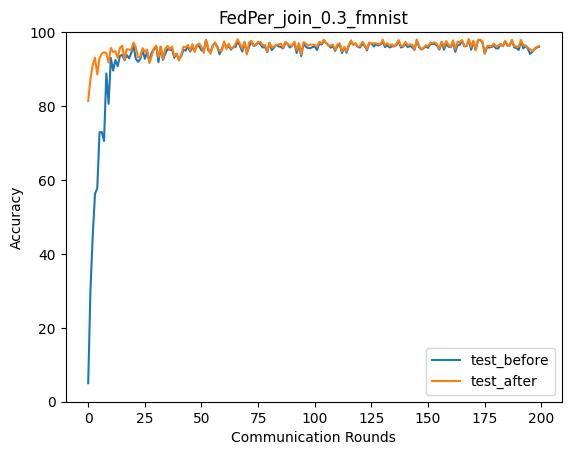 FedPer_join_0.3_fmnist
Accuracy
100
80
60
40
20
0
0 25 50 75 100 125 150 175 200
Communication Rounds
test_before
test_after